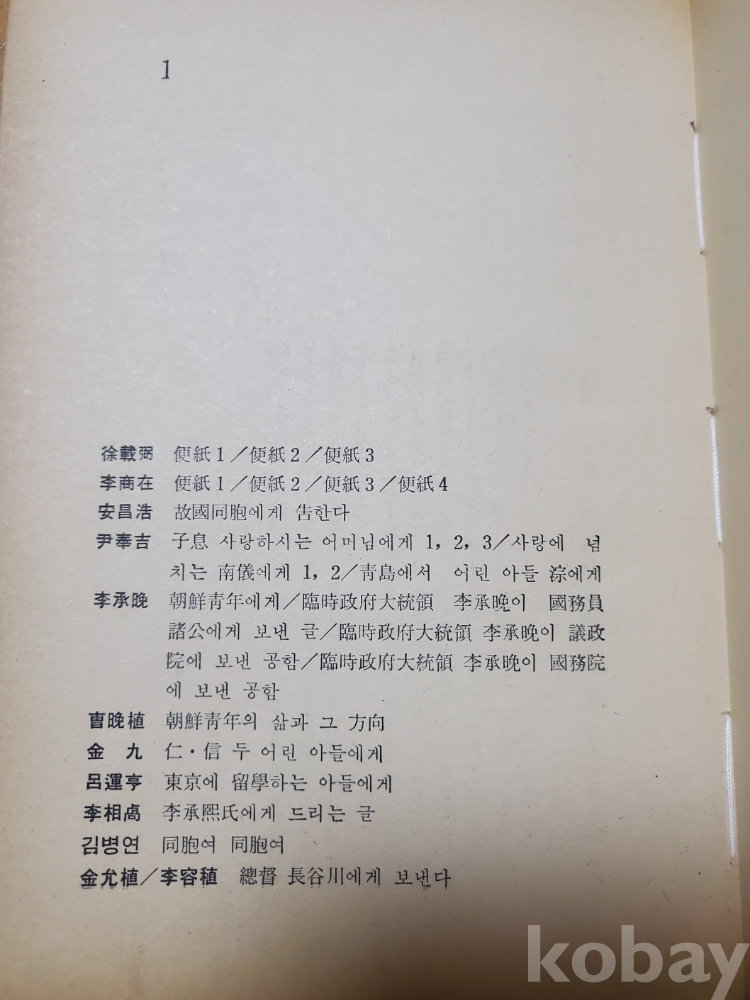 1
徐載弼 便紙 1／便紙 2／便紙 3
李商在 便紙 1／便紙 2／便紙 3／便紙 4
安昌浩 故國同胞에게 告한다
尹奉吉 子息 사랑하시는 어머님에게 1, 2, 3／사랑에 넘
치는 南儀에게 1, 2／靑島에서 어린 아들 淙에게
李承晩 朝鮮靑年에게／臨時政府大統領 李承晩이 國務員
諸公에게 보낸 글／臨時政府大統領 李承晩이 議政
院에 보낸 공함／臨時政府大統領 李承晩이 國務院
에 보낸 공함
曺晩植 朝鮮靑年의 삶과 그 方向
金 九 仁·信 두 어린 아들에게
呂運亨 東京에 留學하는 아들에게
李相卨 李承熙氏에게 드리는 글
김병연 同胞여 同胞여
金允植／李容稙 總督 長谷川에게 보낸다
kobay